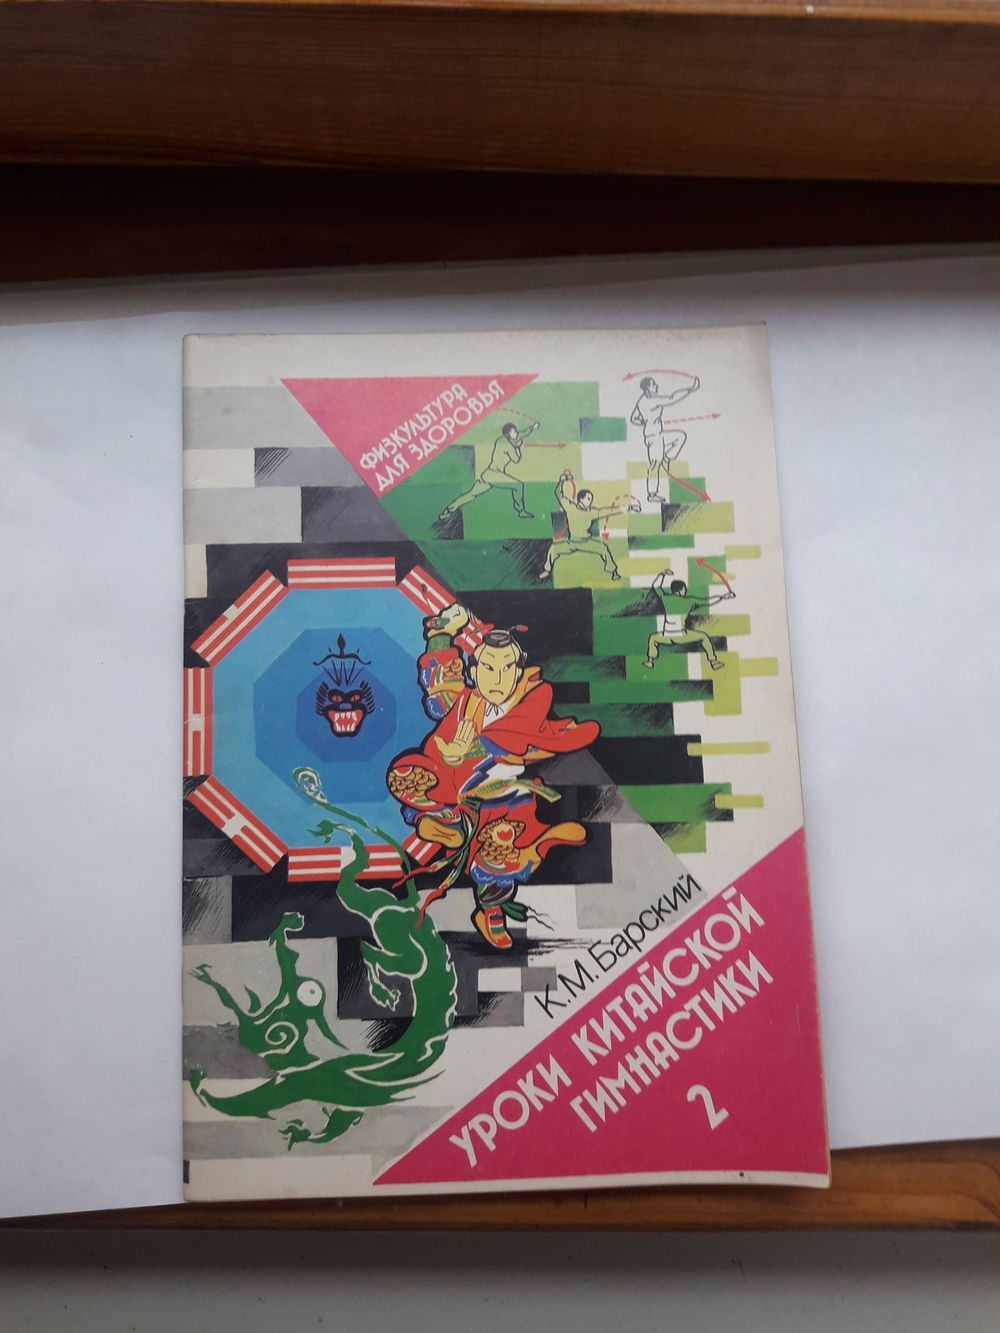 ФИЗКУЛЬТУРА
ДЛЯ ЗДОРОВЬЯ
К.М.Барский
УРОКИ КИТАЙСКОЙ
ГИМНАСТИКИ
2